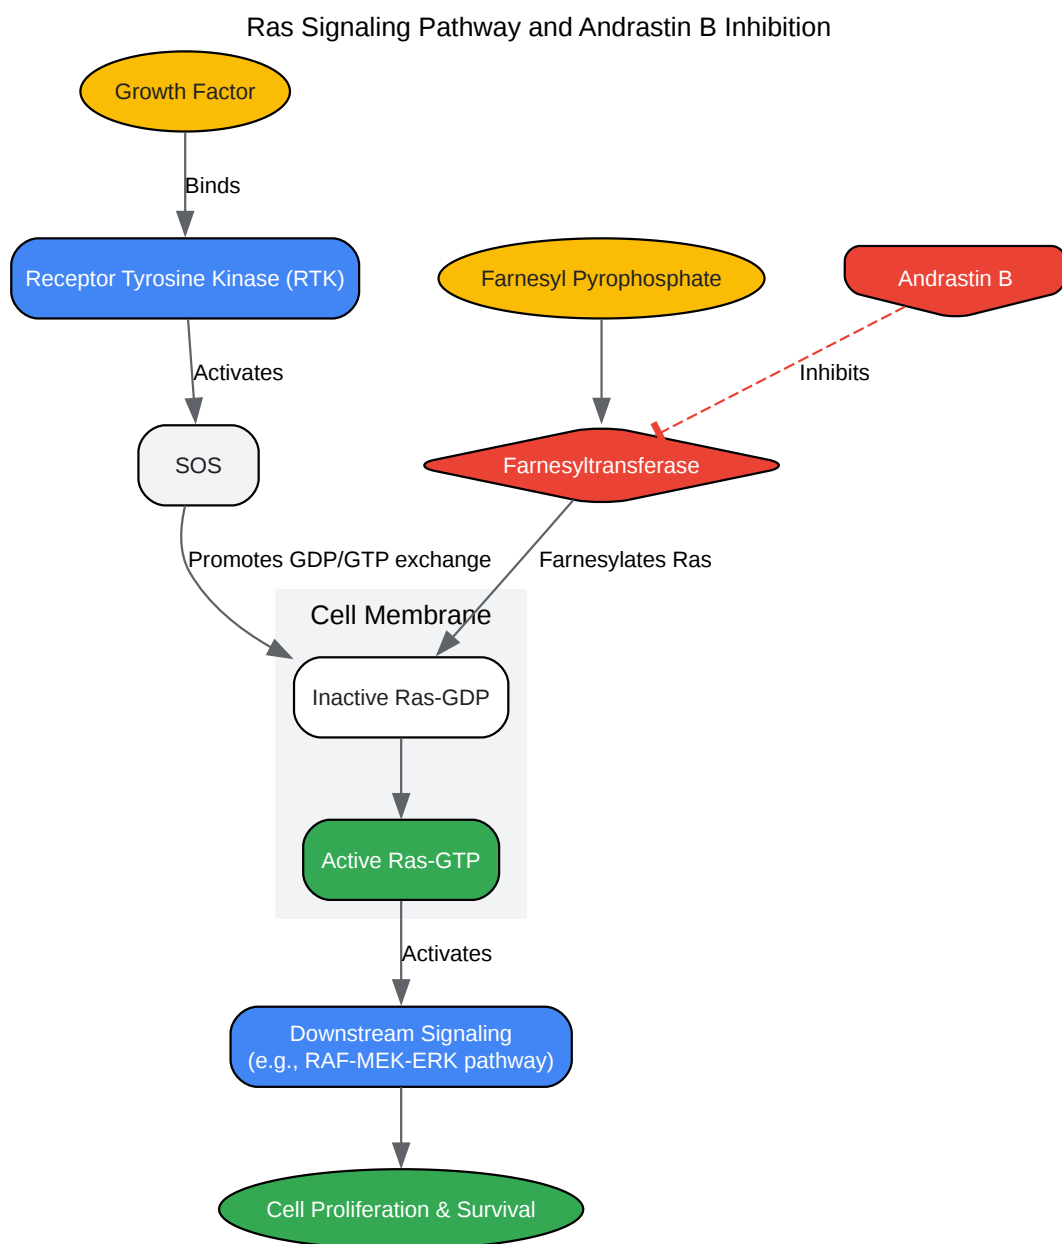 Ras Signaling Pathway and Andrastin B Inhibition
Growth Factor
Binds
Receptor Tyrosine Kinase (RTK)
Farnesyl Pyrophosphate
Andrastin B
Activates
Inhibits
SOS
Farnesyltransferase
Promotes GDP/GTP exchange
Farnesylates Ras
Cell Membrane
Inactive Ras-GDP
Active Ras-GTP
Activates
Downstream Signaling
(e.g., RAF-MEK-ERK pathway)
Cell Proliferation & Survival